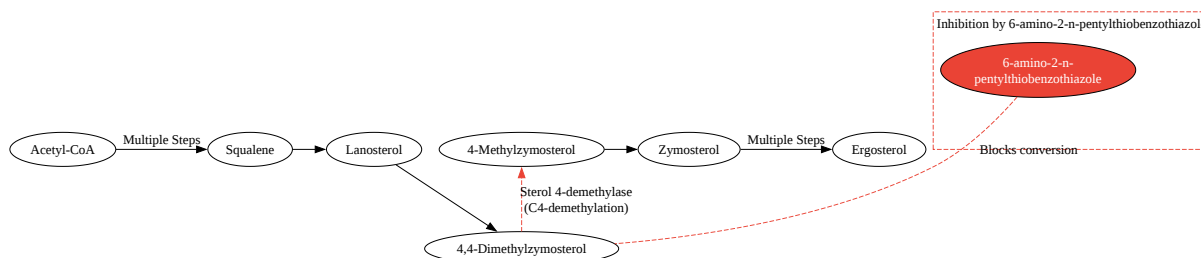 Inhibition by 6-amino-2-n-pentylthiobenzothiazol
6-amino-2-n-
pentylthiobenzothiazole
Acetyl-CoA
Multiple Steps
Squalene
Lanosterol
4-Methylzymosterol
Zymosterol
Multiple Steps
Ergosterol
Blocks conversion
Sterol 4-demethylase
(C4-demethylation)
4,4-Dimethylzymosterol